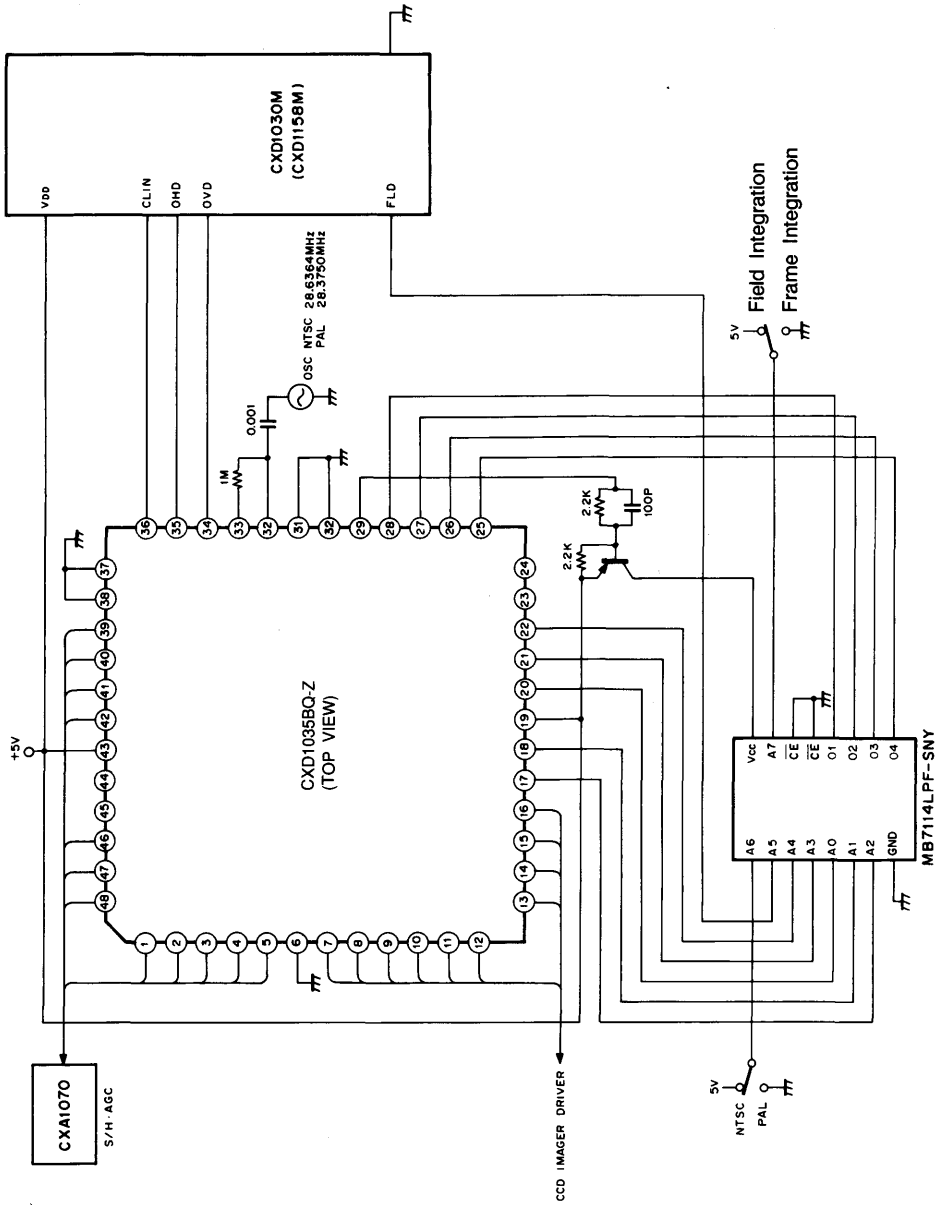 VDD
CLIN
OHD
OVD
FLD
CXD1030M
(CXD1158M)
OSC NTSC 28.6364MHz
PAL 28.3750MHz
0.001
1M
36
35
34
33
32
31
32
29
28
27
26
25
37
38
39
40
41
42
43
44
45
46
47
48
+5V
CXD1035BQ-Z
(TOP VIEW)
24
23
22
21
20
19
18
17
16
15
14
13
1
2
3
4
5
6
7
8
9
10
11
12
2.2K
100P
2.2K
5V
Field Integration
Frame Integration
CXA1070
S/H·AGC
CCD IMAGER DRIVER
5V
NTSC
PAL
A6
A5
A4
A3
A0
A1
A2
GND
Vcc
A7
CE
CE
O1
O2
O3
O4
MB7114LPF-SNY